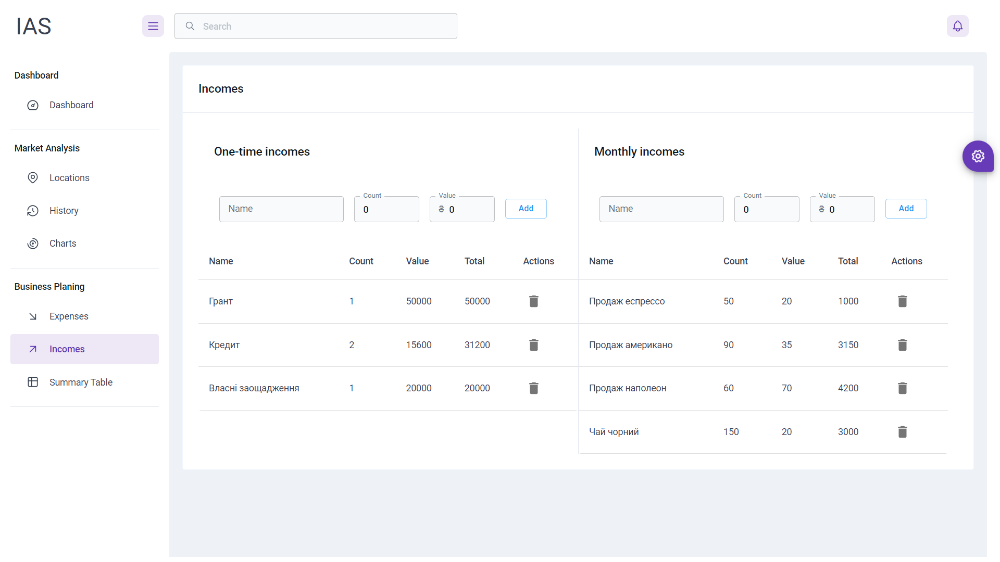 IAS
Search
Dashboard
Dashboard
Market Analysis
Locations
History
Charts
Business Planing
Expenses
Incomes
Summary Table
Incomes
One-time incomes
Name
Count
0
Value
₴ 0
Add
Name Count Value Total Actions
Грант 1 50000 50000
Кредит 2 15600 31200
Власні заощадження 1 20000 20000
Monthly incomes
Name
Count
0
Value
₴ 0
Add
Name Count Value Total Actions
Продаж еспрессо 50 20 1000
Продаж американо 90 35 3150
Продаж наполеон 60 70 4200
Чай чорний 150 20 3000